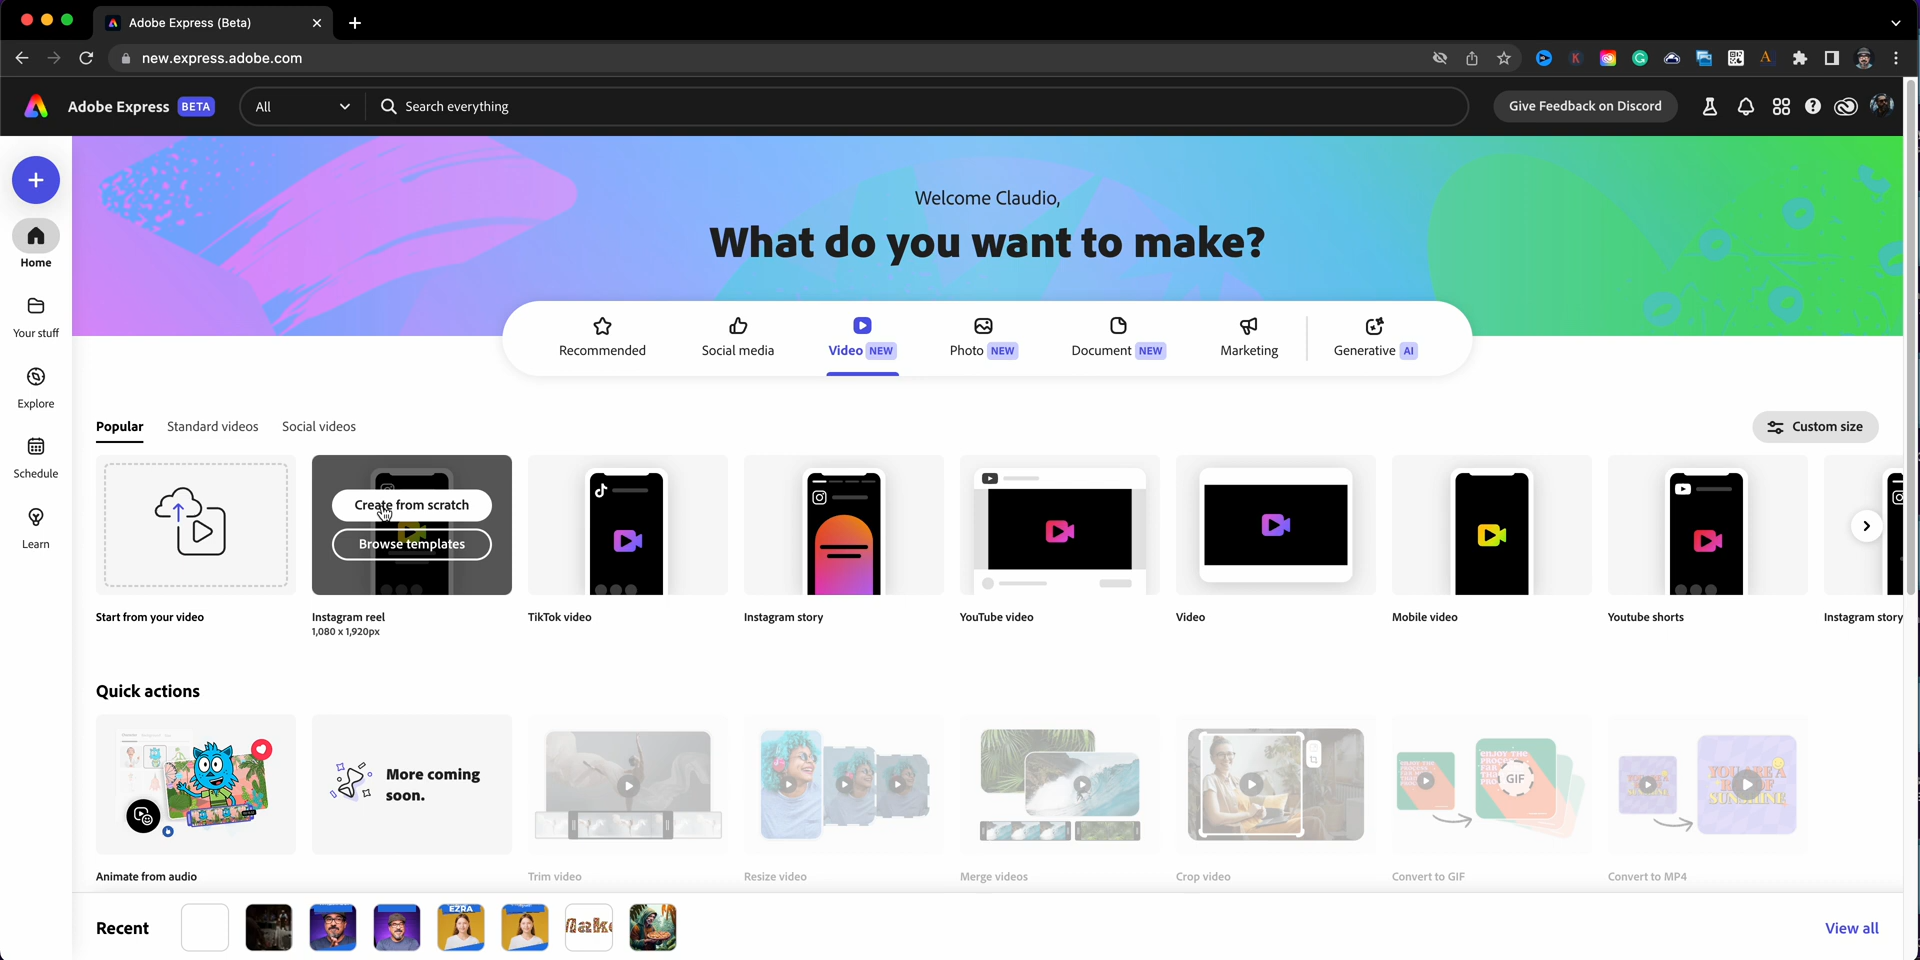 Adobe Express (Beta)
new.express.adobe.com
Adobe Express BETA
All
Search everything
Give Feedback on Discord
Home
Your stuff
Explore
Schedule
Learn
Welcome Claudio,
What do you want to make?
Recommended
Social media
Video NEW
Photo NEW
Document NEW
Marketing
Generative AI
Popular
Standard videos
Social videos
Custom size
Create from scratch
Browse templates
Start from your video
Instagram reel
1,080 x 1,920px
TikTok video
Instagram story
YouTube video
Video
Mobile video
Youtube shorts
Instagram story
Quick actions
More coming
soon.
GIF
YOU ARE A
SUNSHINE
Animate from audio
Trim video
Resize video
Merge videos
Crop video
Convert to GIF
Convert to MP4
Recent
EZRA
View all